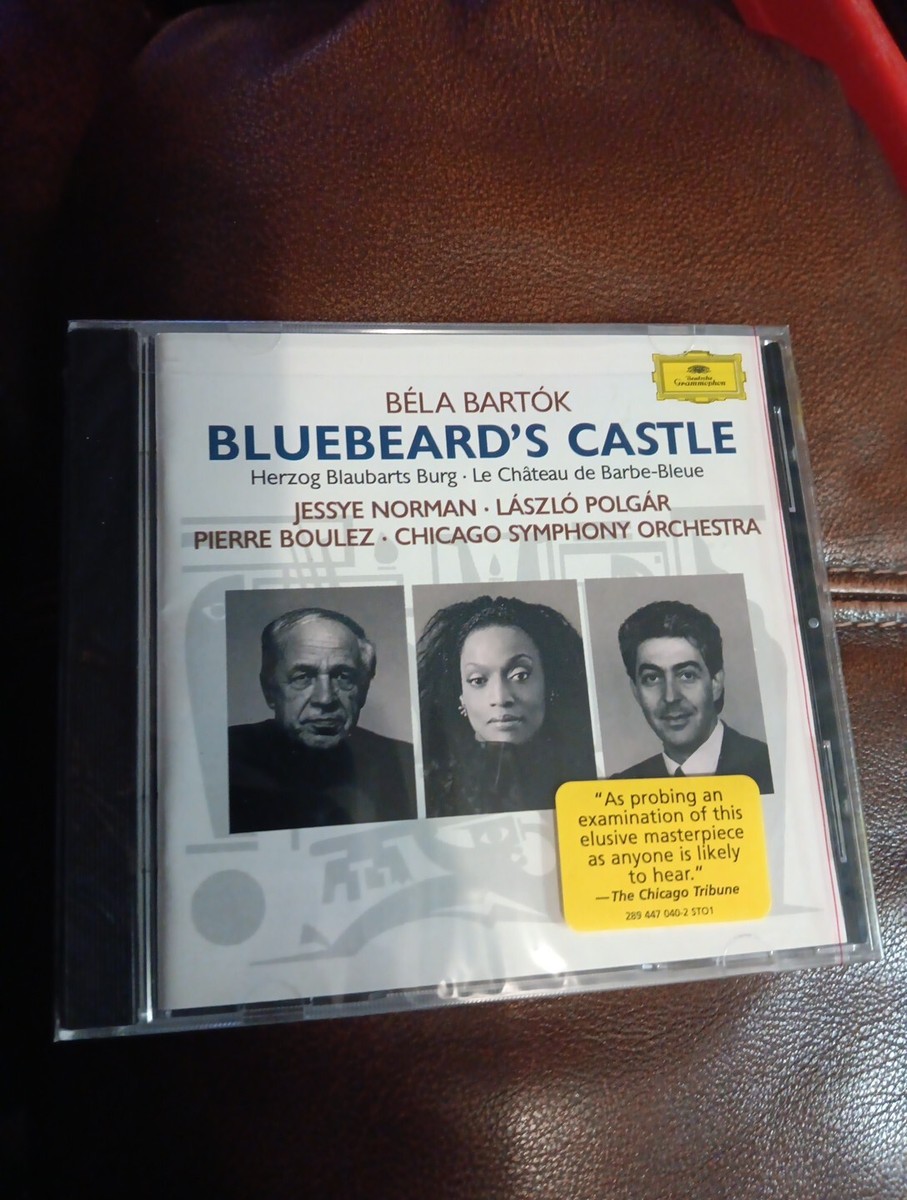 Deutsche
Grammophon
BÉLA BARTÓK
BLUEBEARD'S CASTLE
Herzog Blaubarts Burg · Le Château de Barbe-Bleue
JESSYE NORMAN · LÁSZLÓ POLGÁR
PIERRE BOULEZ · CHICAGO SYMPHONY ORCHESTRA
"As probing an
examination of this
elusive masterpiece
as anyone is likely
to hear."
—The Chicago Tribune
289 447 040-2 STO1